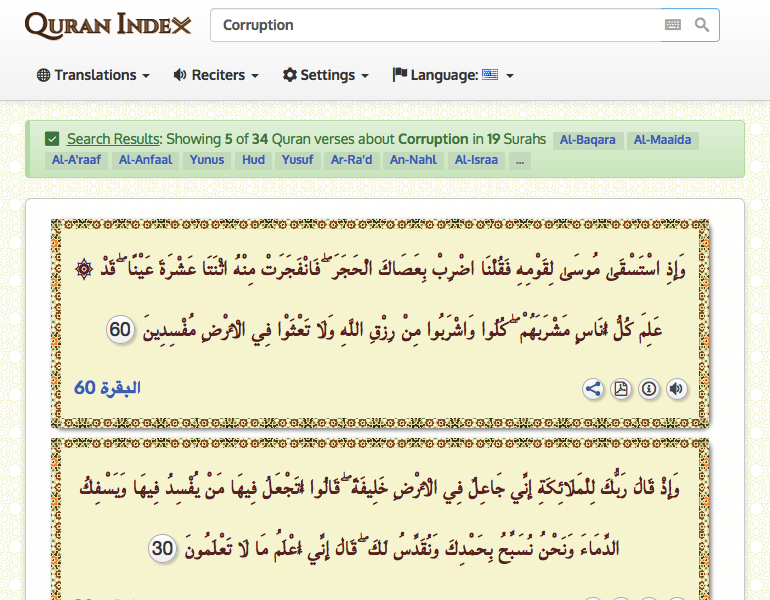 QURAN INDEX
Corruption
Translations Reciters Settings Language:
Search Results: Showing 5 of 34 Quran verses about Corruption in 19 Surahs Al-Baqara Al-Maaida
Al-A'raaf Al-Anfaal Yunus Hud Yusuf Ar-Ra'd An-Nahl Al-Israa ...
وَإِذِ اسْتَسْقَىٰ مُوسَىٰ لِقَوْمِهِ فَقُلْنَا اضْرِبْ بِعَصَاكَ الْحَجَرَ ۖ فَانْفَجَرَتْ مِنْهُ اثْنَتَا عَشْرَةَ عَيْنًا ۖ قَدْ ۞
عَلِمَ كُلُّ أُنَاسٍ مَشْرَبَهُمْ ۖ كُلُوا وَاشْرَبُوا مِنْ رِزْقِ اللَّهِ وَلَا تَعْثَوْا فِي الْأَرْضِ مُفْسِدِينَ 60
البقرة 60
وَإِذْ قَالَ رَبُّكَ لِلْمَلَائِكَةِ إِنِّي جَاعِلٌ فِي الْأَرْضِ خَلِيفَةً ۖ قَالُوا أَتَجْعَلُ فِيهَا مَنْ يُفْسِدُ فِيهَا وَيَسْفِكُ
الدِّمَاءَ وَنَحْنُ نُسَبِّحُ بِحَمْدِكَ وَنُقَدِّسُ لَكَ ۖ قَالَ إِنِّي أَعْلَمُ مَا لَا تَعْلَمُونَ 30